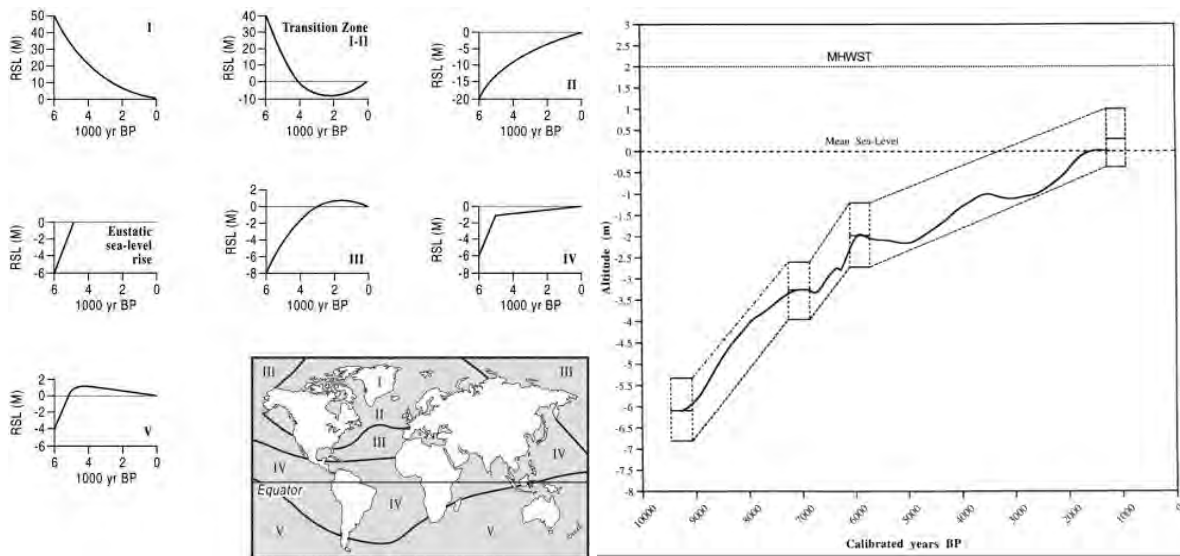 50
40
30
20
10
0
RSL (M)
I
6 4 2 0
1000 yr BP
40
30
20
10
0
-10
RSL (M)
Transition Zone
I-II
6 4 2 0
1000 yr BP
0
-5
-10
-15
-20
RSL (M)
II
6 4 2 0
1000 yr BP
0
-2
-4
-6
RSL (M)
Eustatic
sea-level
rise
6 4 2 0
1000 yr BP
2
0
-2
-4
-6
-8
RSL (M)
III
6 4 2 0
1000 yr BP
0
-2
-4
-6
-8
RSL (M)
IV
6 4 2 0
1000 yr BP
2
0
-2
-4
-6
RSL (M)
V
6 4 2 0
1000 yr BP
III
I
III
II
III
IV
IV
Equator
IV
V
V
3
2.5
2
1.5
1
0.5
0
-0.5
-1
-1.5
-2
-2.5
-3
-3.5
-4
-4.5
-5
-5.5
-6
-6.5
-7
-7.5
-8
Altitude (m)
MHWST
Mean Sea-Level
10000 9000 8000 7000 6000 5000 4000 3000 2000 1000 0
Calibrated years BP